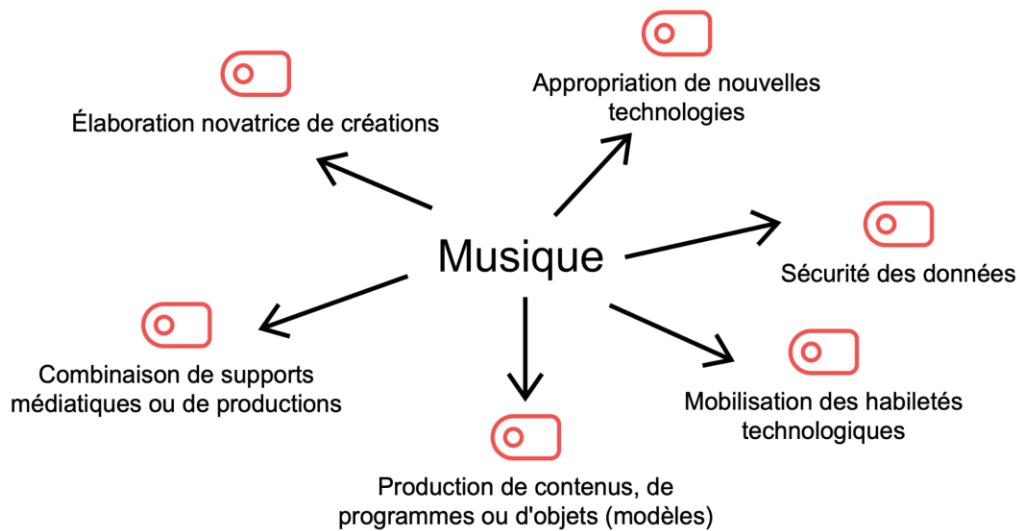 Appropriation de nouvelles
technologies
Élaboration novatrice de créations
Musique
Sécurité des données
Combinaison de supports
médiatiques ou de productions
Mobilisation des habiletés
technologiques
Production de contenus, de
programmes ou d'objets (modèles)